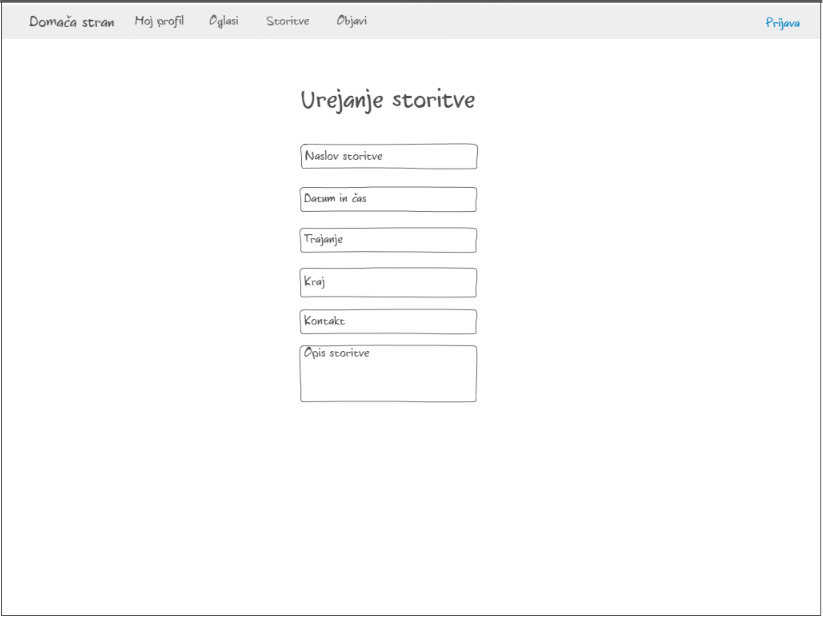 Domača stran Moj profil Oglasi Storitve Objavi Prijava
Urejanje storitve
Naslov storitve
Datum in čas
Trajanje
Kraj
Kontakt
Opis storitve